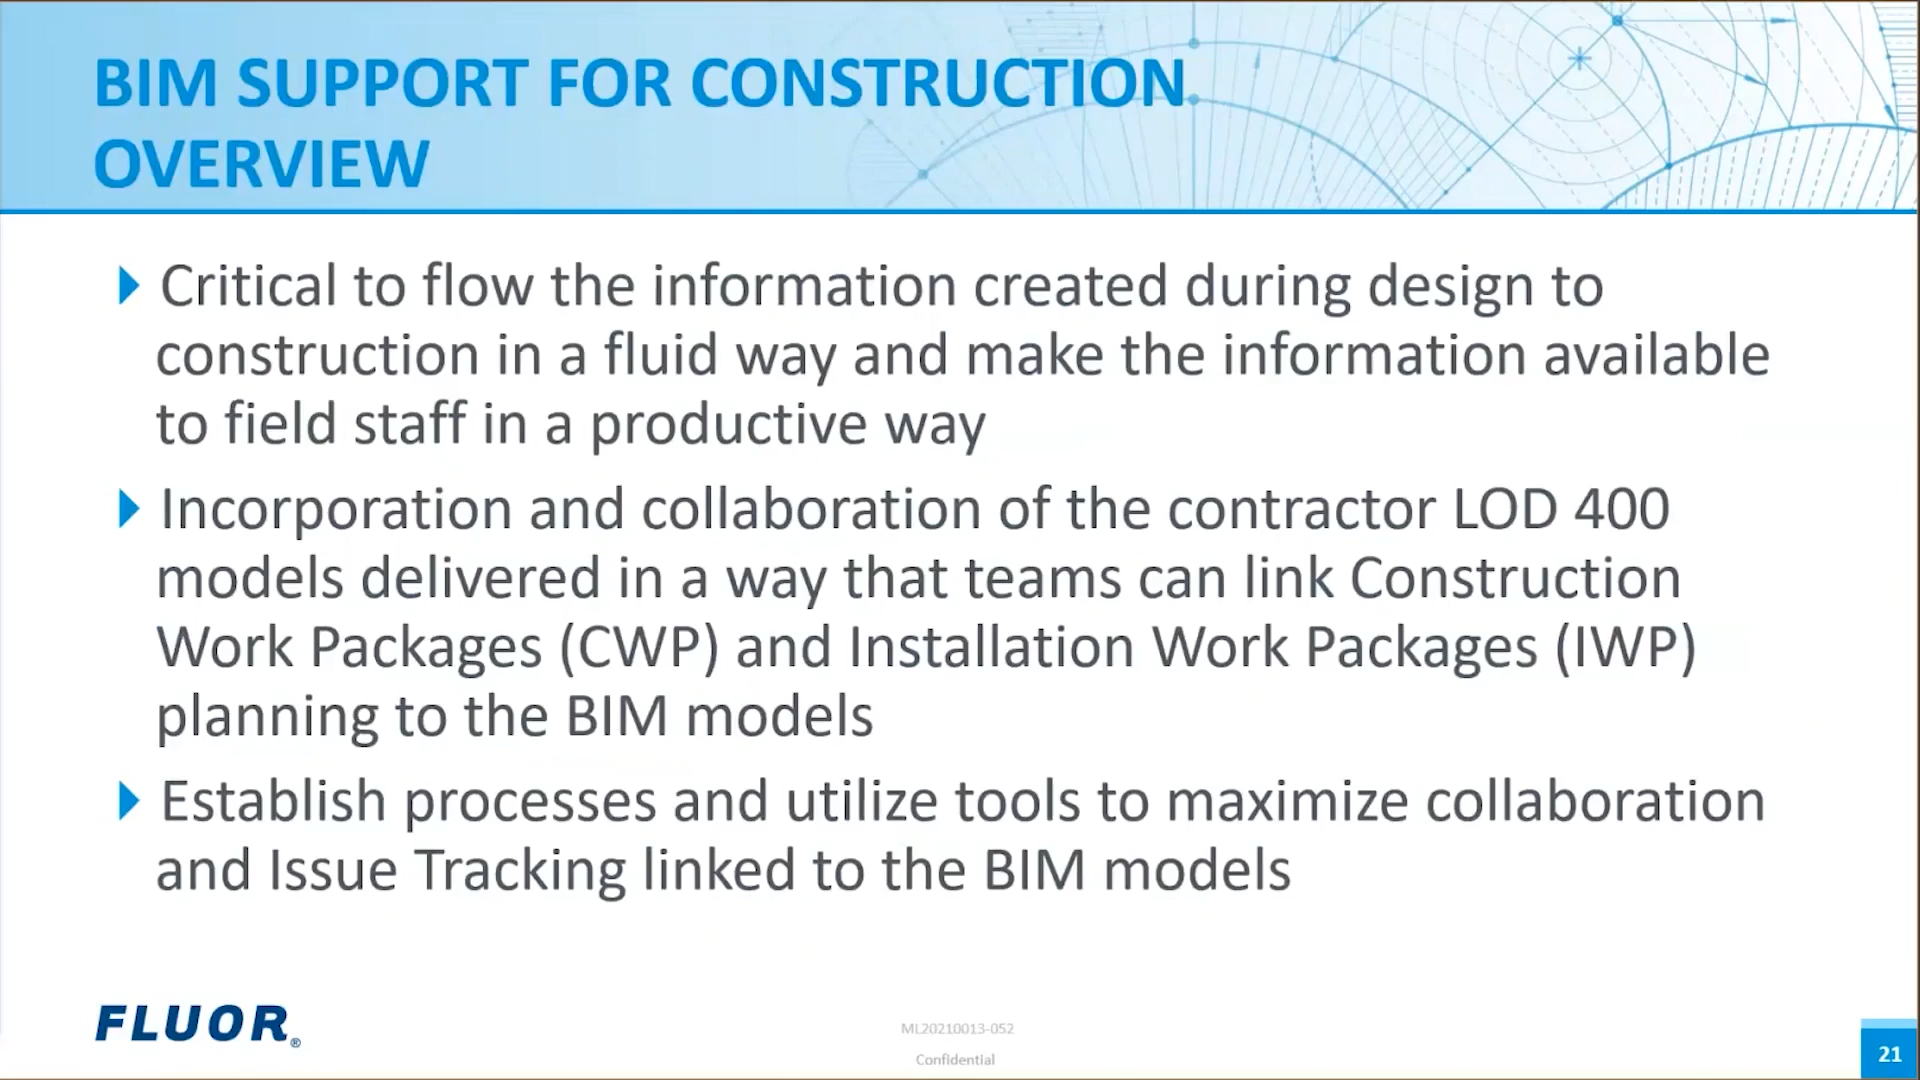 BIM SUPPORT FOR CONSTRUCTION
OVERVIEW
Critical to flow the information created during design to
construction in a fluid way and make the information available
to field staff in a productive way
Incorporation and collaboration of the contractor LOD 400
models delivered in a way that teams can link Construction
Work Packages (CWP) and Installation Work Packages (IWP)
planning to the BIM models
Establish processes and utilize tools to maximize collaboration
and Issue Tracking linked to the BIM models
FLUOR®
ML20210013-052
Confidential
21